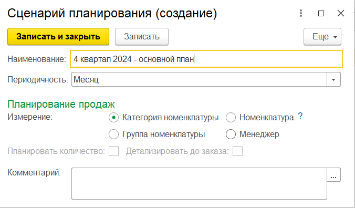 Сценарий планирования (создание)
Записать и закрыть
Записать
Еще
Наименование: 4 квартал 2024 - основной план
Периодичность: Месяц
Планирование продаж
Измерение: Категория номенклатуры Номенклатура ?
Группа номенклатуры Менеджер
Планировать количество: Детализировать до заказа:
Комментарий: ...